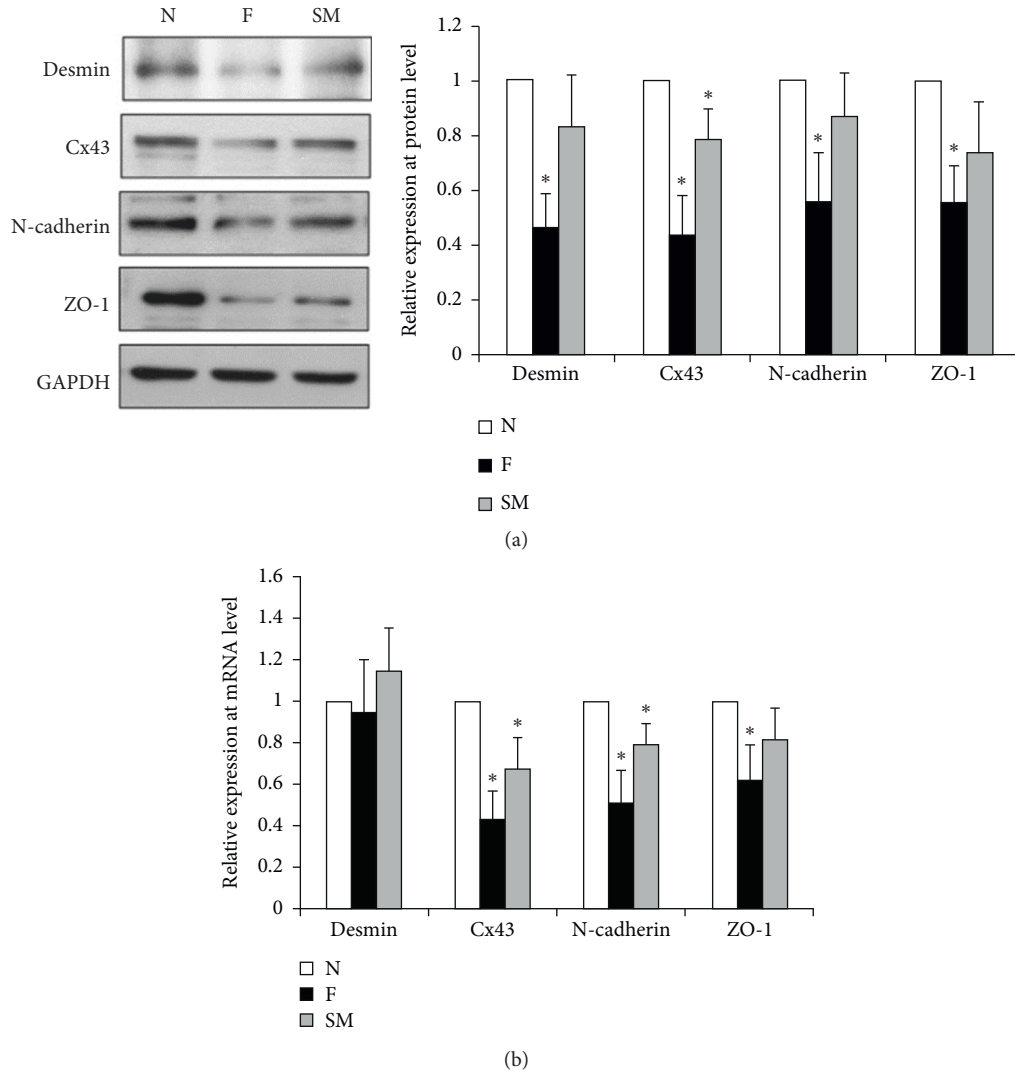 N F SM
Desmin
Cx43
N-cadherin
ZO-1
GAPDH
Relative expression at protein level
1.2
1
0.8
0.6
0.4
0.2
0
* * * * *
Desmin Cx43 N-cadherin ZO-1
N
F
SM
(a)
Relative expression at mRNA level
1.6
1.4
1.2
1
0.8
0.6
0.4
0.2
0
* * * * *
Desmin Cx43 N-cadherin ZO-1
N
F
SM
(b)